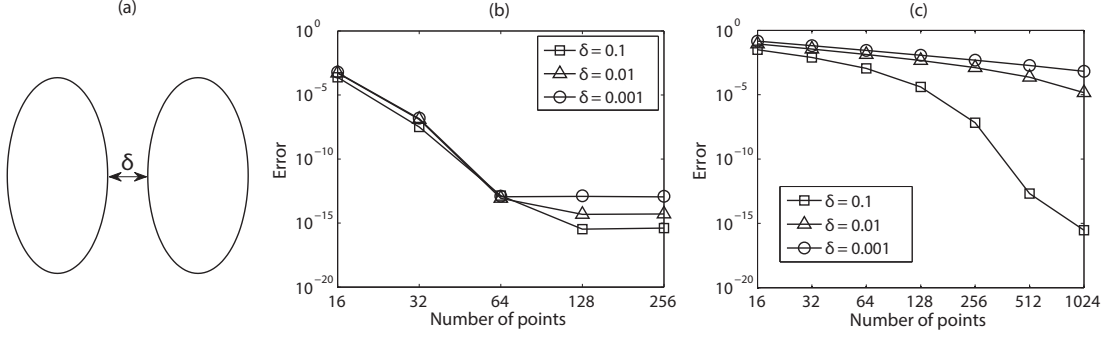 (a)
δ
(b)
10^0
10^-5
10^-10
10^-15
10^-20
Error
16 32 64 128 256
Number of points
δ = 0.1
δ = 0.01
δ = 0.001
(c)
10^0
10^-5
10^-10
10^-15
10^-20
Error
16 32 64 128 256 512 1024
Number of points
δ = 0.1
δ = 0.01
δ = 0.001